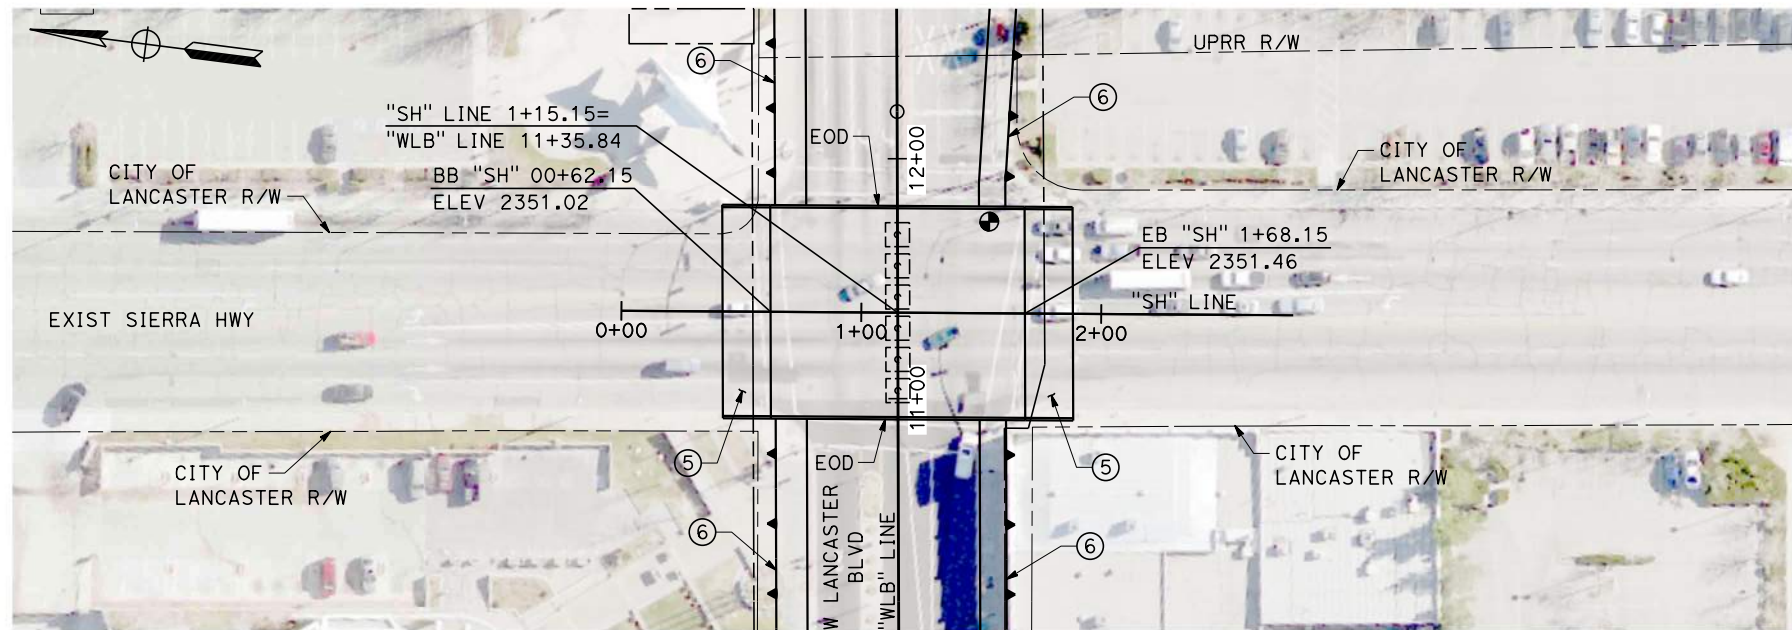 UPRR R/W
6
6
"SH" LINE 1+15.15=
"WLB" LINE 11+35.84
EOD
12+00
CITY OF
LANCASTER R/W
BB "SH" 00+62.15
ELEV 2351.02
CITY OF
LANCASTER R/W
EB "SH" 1+68.15
ELEV 2351.46
"SH" LINE
EXIST SIERRA HWY
0+00
1+00
2+00
11+00
CITY OF
LANCASTER R/W
5
EOD
5
CITY OF
LANCASTER R/W
6
W LANCASTER
BLVD
"WLB" LINE
6